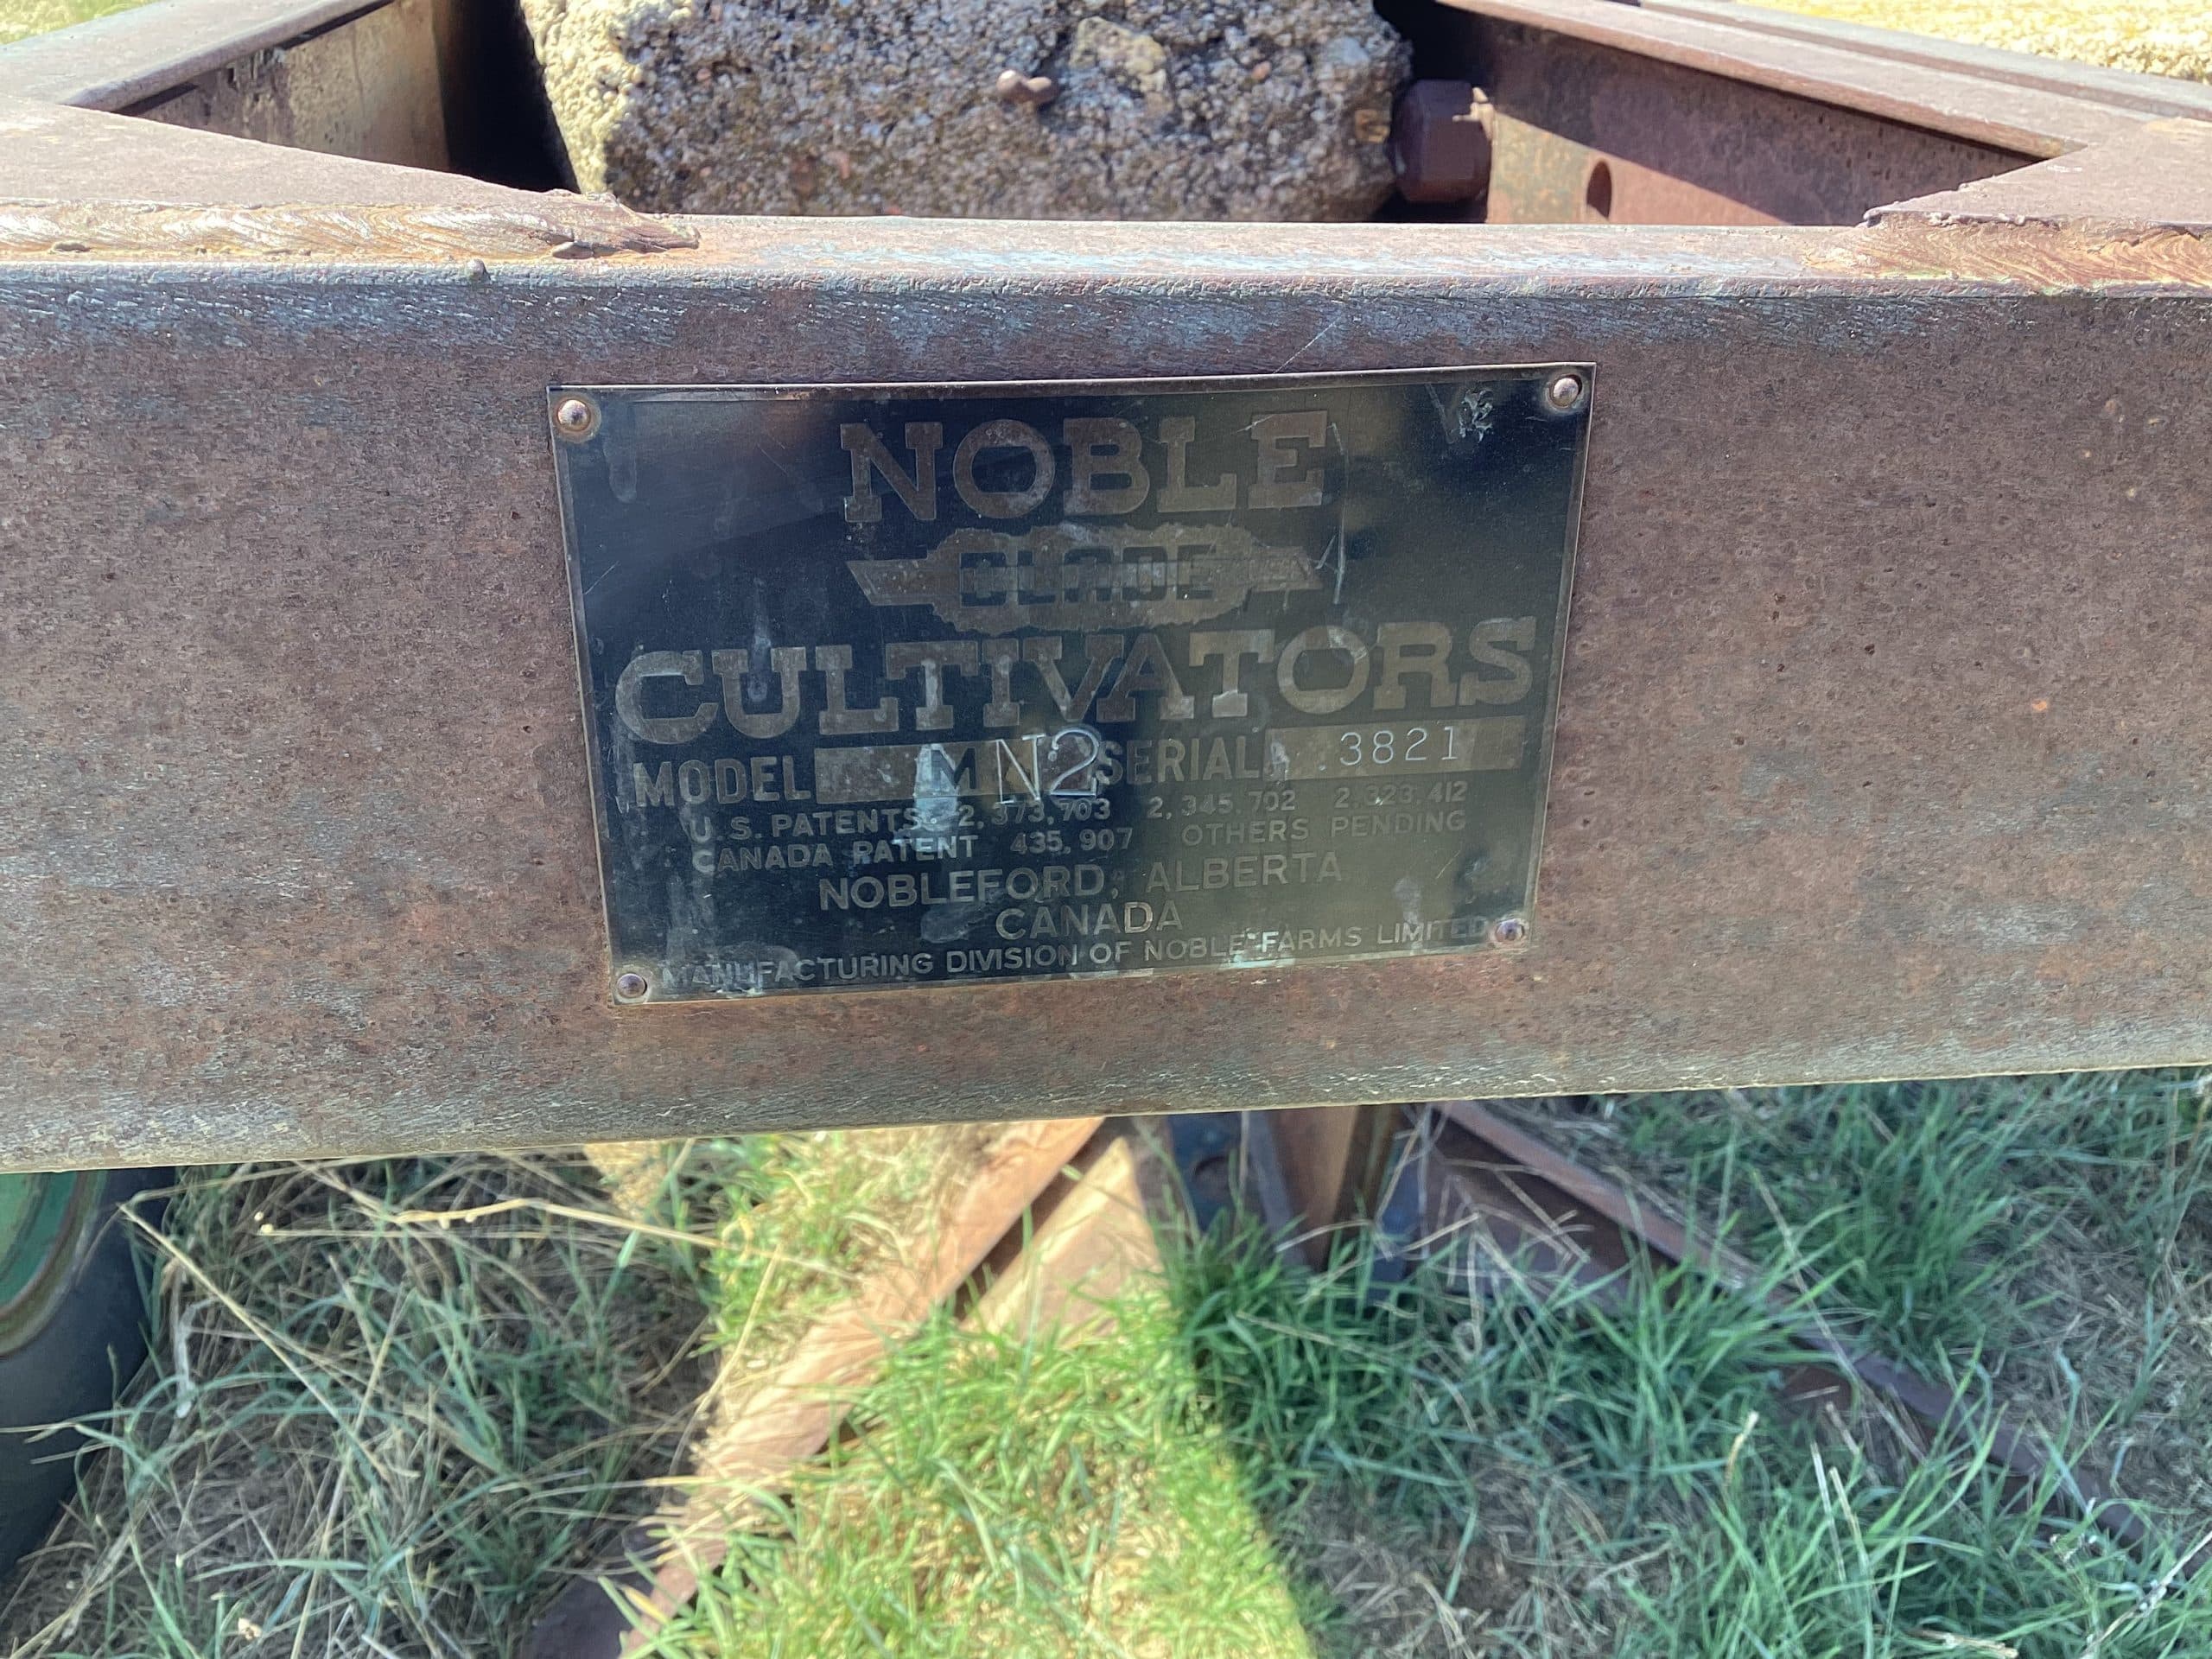 NOBLE
BLADE
CULTIVATORS
MODEL M N2 SERIAL 3821
U.S. PATENTS 2,373,703 2,345,702 2,323,412
CANADA PATENT 435,907 OTHERS PENDING
NOBLEFORD, ALBERTA
CANADA
MANUFACTURING DIVISION OF NOBLE FARMS LIMITED